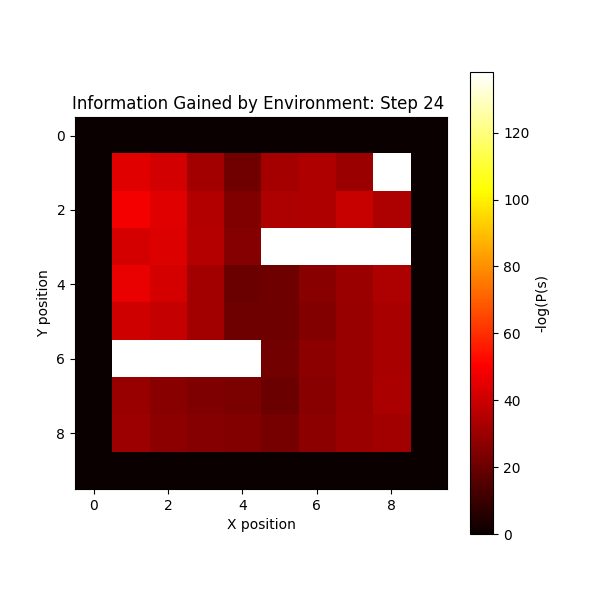 Information Gained by Environment: Step 24
0
2
4
6
8
Y position
0 2 4 6 8
X position
120
100
80
60
40
20
0
-log(P(s)